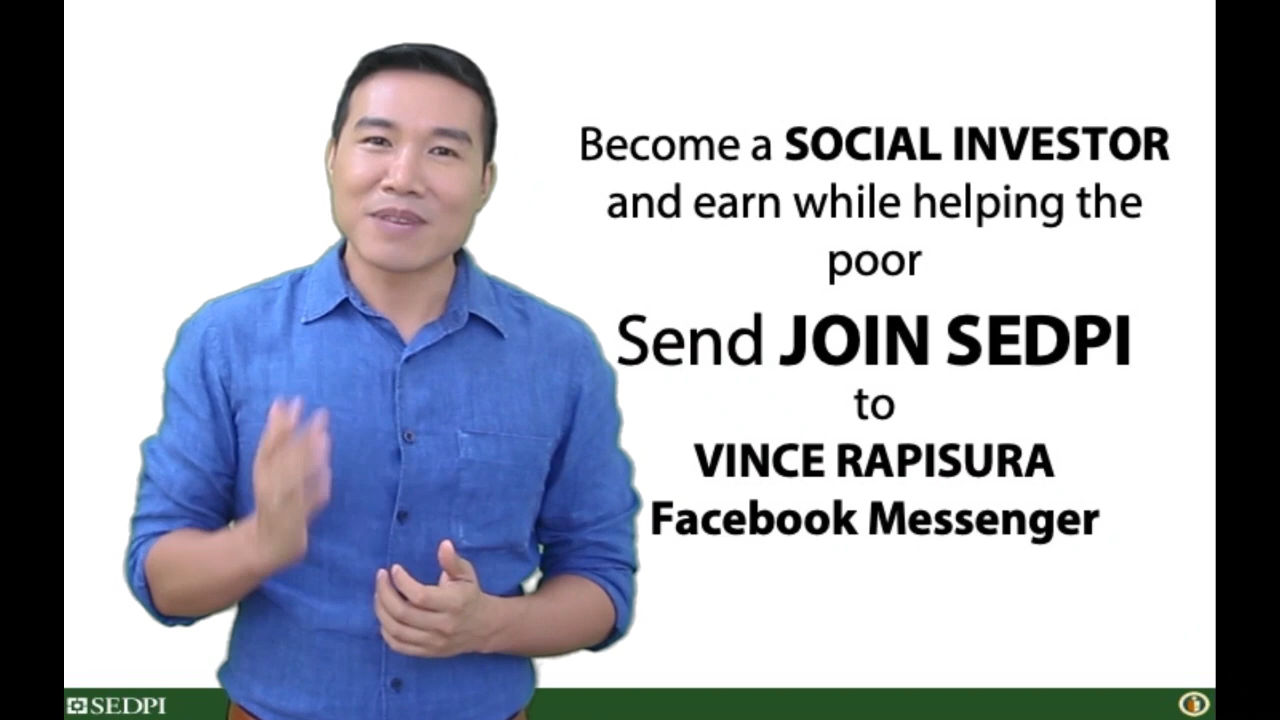 Become a SOCIAL INVESTOR
and earn while helping the
poor
Send JOIN SEDPI
to
VINCE RAPISURA
Facebook Messenger
SEDPI